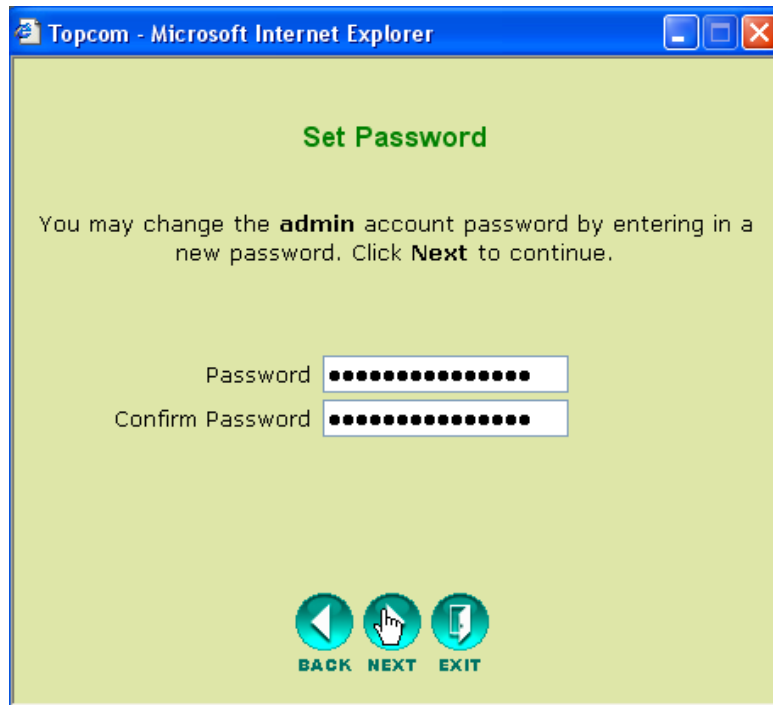 Topcom - Microsoft Internet Explorer
Set Password
You may change the admin account password by entering in a
new password. Click Next to continue.
Password •••••••••••••••
Confirm Password •••••••••••••••
BACK NEXT EXIT